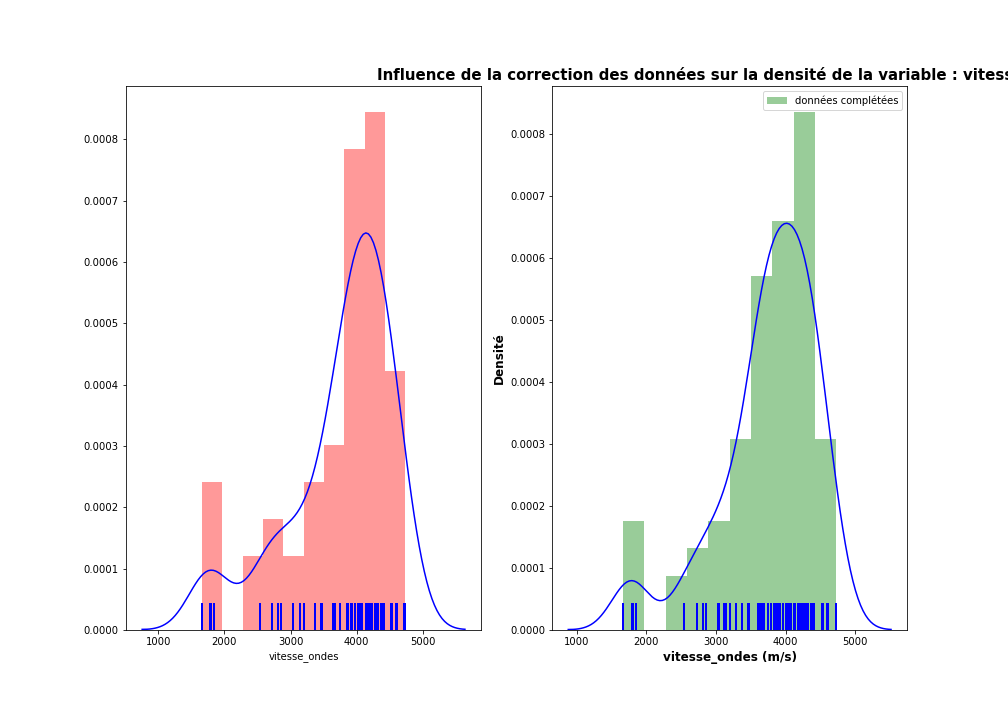 Influence de la correction des données sur la densité de la variable : vitess
données complétées
0.0008
0.0007
0.0006
0.0005
0.0004
0.0003
0.0002
0.0001
0.0000
1000 2000 3000 4000 5000
vitesse_ondes
Densité
0.0008
0.0007
0.0006
0.0005
0.0004
0.0003
0.0002
0.0001
0.0000
1000 2000 3000 4000 5000
vitesse_ondes (m/s)